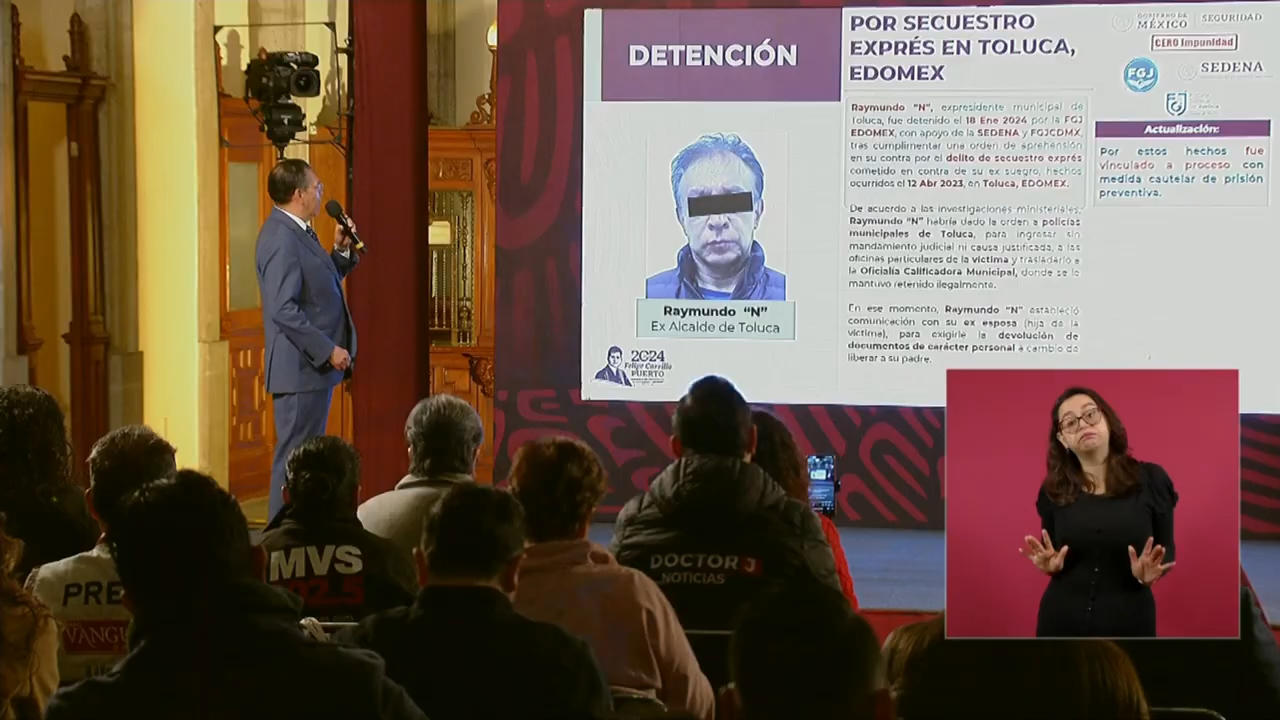 DETENCIÓN
POR SECUESTRO
EXPRÉS EN TOLUCA,
EDOMEX
GOBIERNO DE
MÉXICO
SEGURIDAD
CERO Impunidad
FGJ
SEDENA
Raymundo “N”, expresidente municipal de
Toluca, fue detenido el 18 Ene 2024 por la FGJ
EDOMEX, con apoyo de la SEDENA y FGJCDMX,
tras cumplimentar una orden de aprehensión
en su contra por el delito de secuestro exprés
cometido en contra de su ex suegro, hechos
ocurridos el 12 Abr 2023, en Toluca, EDOMEX.
De acuerdo a las investigaciones ministeriales,
Raymundo “N” habría dado la orden a policías
municipales de Toluca, para ingresar sin
mandamiento judicial ni causa justificada, a las
oficinas particulares de la víctima y trasladarlo a
la Oficialía Calificadora Municipal, donde se le
mantuvo retenido ilegalmente.
En ese momento, Raymundo “N” estableció
comunicación con su ex esposa (hija de la
víctima), para exigirle la devolución de
documentos de carácter personal a cambio de
liberar a su padre.
Actualización:
Por estos hechos fue
vinculado a proceso con
medida cautelar de prisión
preventiva.
Raymundo “N”
Ex Alcalde de Toluca
2024
Felipe Carrillo
PUERTO
MVS
102.5
DOCTOR J
NOTICIAS
PRE
VANGU